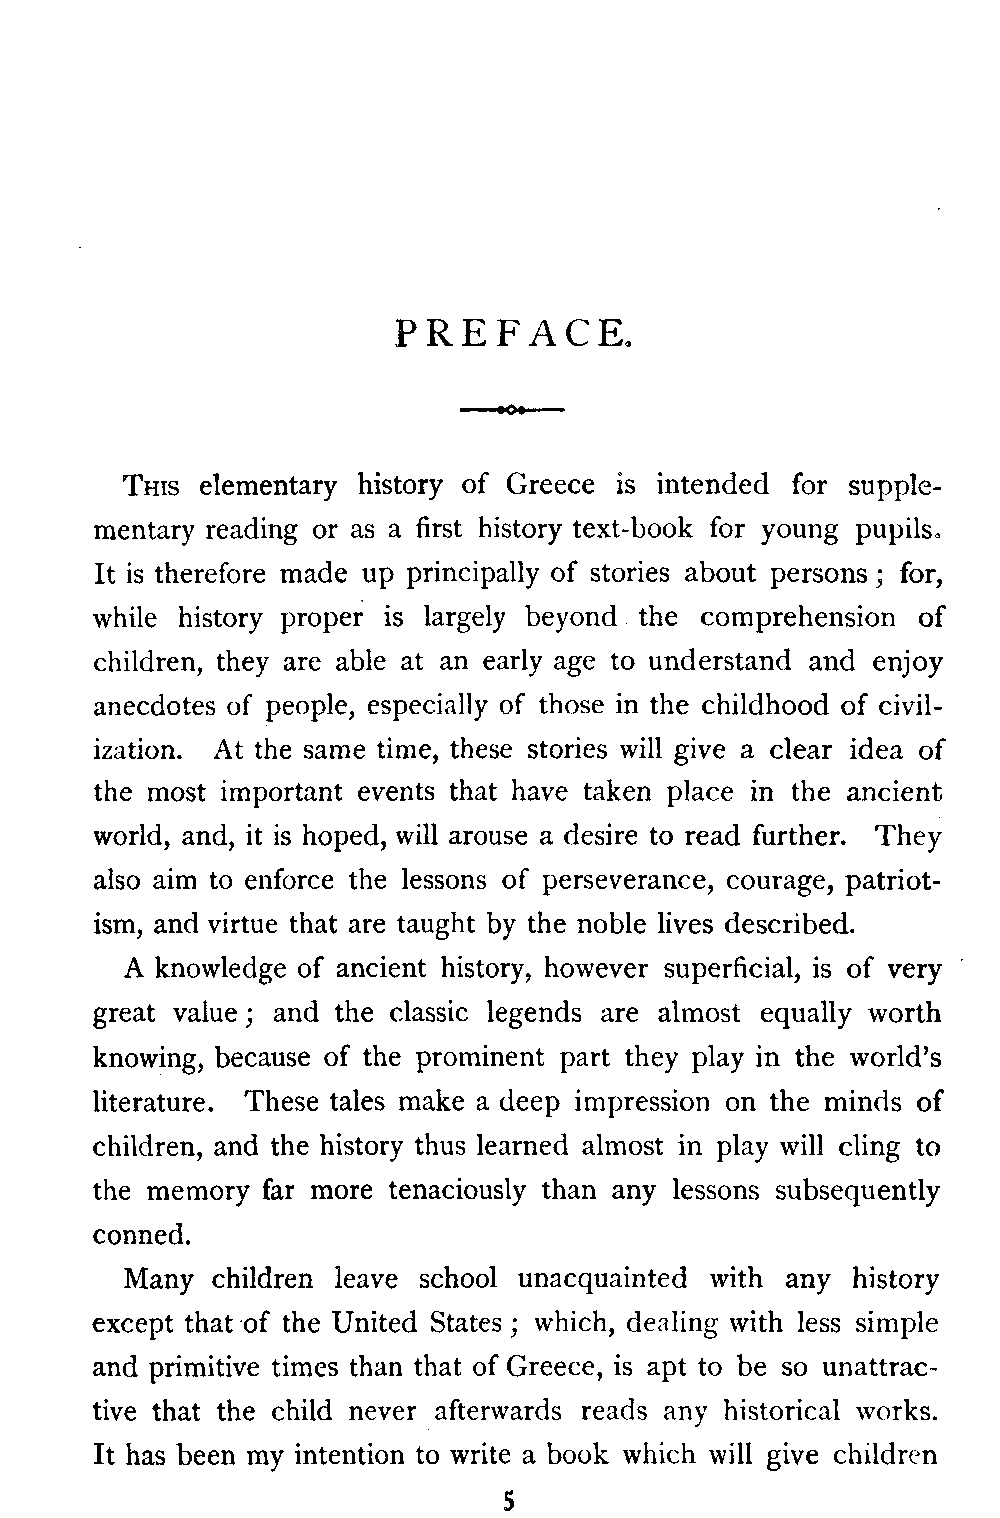 PREFACE.
THIS elementary history of Greece is intended for supple-
mentary reading or as a first history text-book for young pupils.
It is therefore made up principally of stories about persons; for,
while history proper is largely beyond the comprehension of
children, they are able at an early age to understand and enjoy
anecdotes of people, especially of those in the childhood of civil-
ization. At the same time, these stories will give a clear idea of
the most important events that have taken place in the ancient
world, and, it is hoped, will arouse a desire to read further. They
also aim to enforce the lessons of perseverance, courage, patriot-
ism, and virtue that are taught by the noble lives described.
A knowledge of ancient history, however superficial, is of very
great value; and the classic legends are almost equally worth
knowing, because of the prominent part they play in the world's
literature. These tales make a deep impression on the minds of
children, and the history thus learned almost in play will cling to
the memory far more tenaciously than any lessons subsequently
conned.
Many children leave school unacquainted with any history
except that of the United States; which, dealing with less simple
and primitive times than that of Greece, is apt to be so unattrac-
tive that the child never afterwards reads any historical works.
It has been my intention to write a book which will give children
5